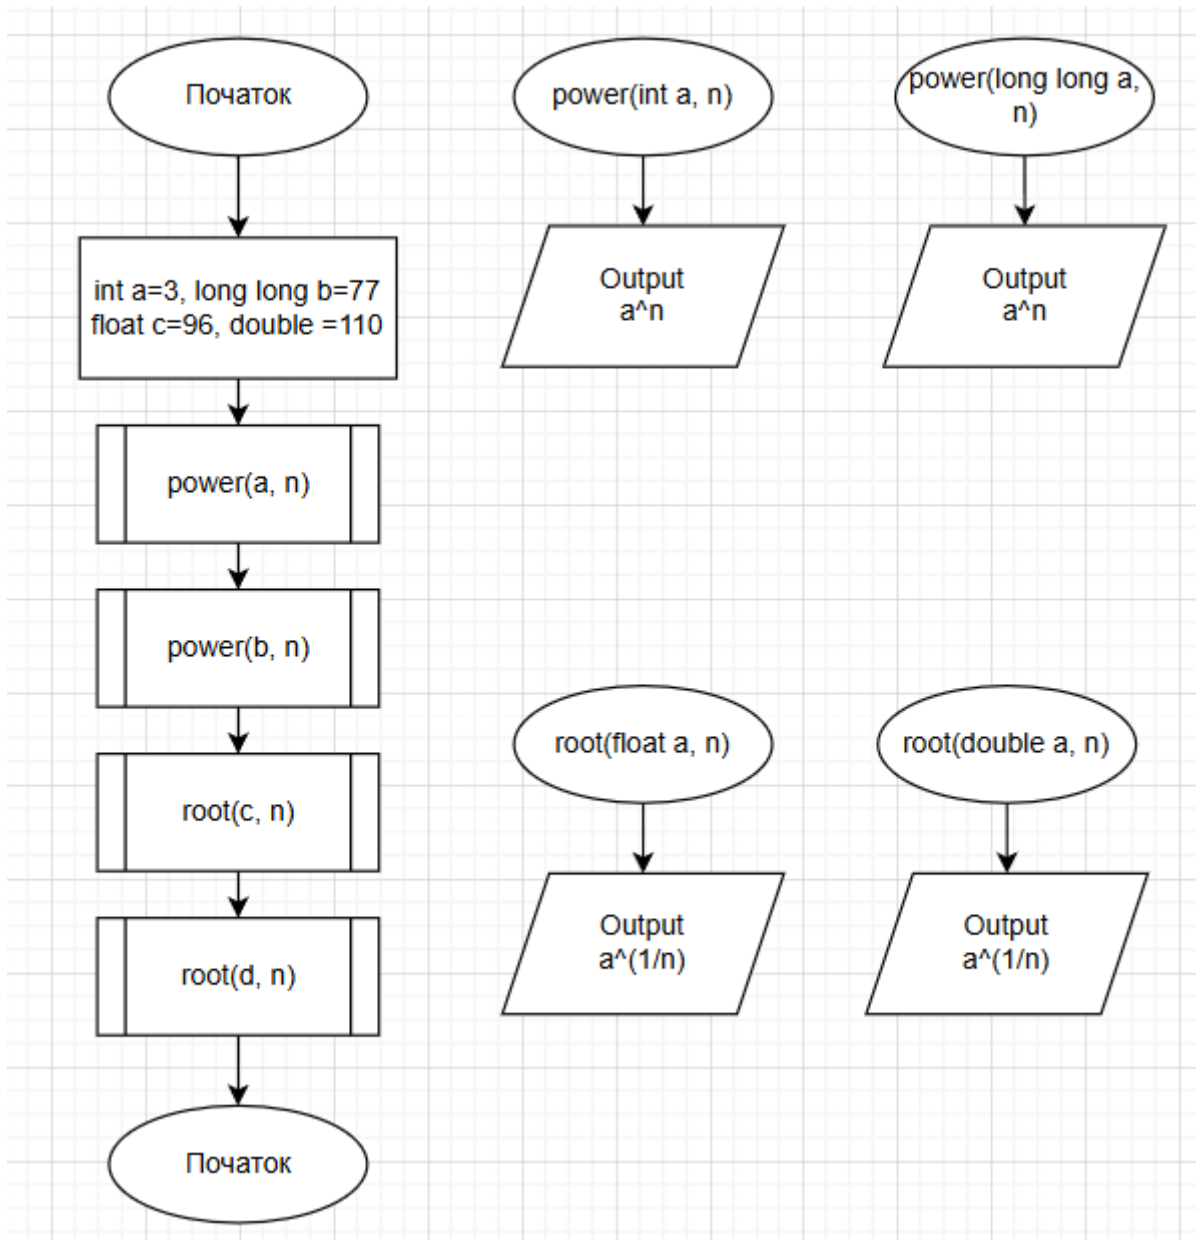 Початок
int a=3, long long b=77
float c=96, double =110
power(a, n)
power(b, n)
root(c, n)
root(d, n)
Початок
power(int a, n)
Output
a^n
power(long long a,
n)
Output
a^n
root(float a, n)
Output
a^(1/n)
root(double a, n)
Output
a^(1/n)